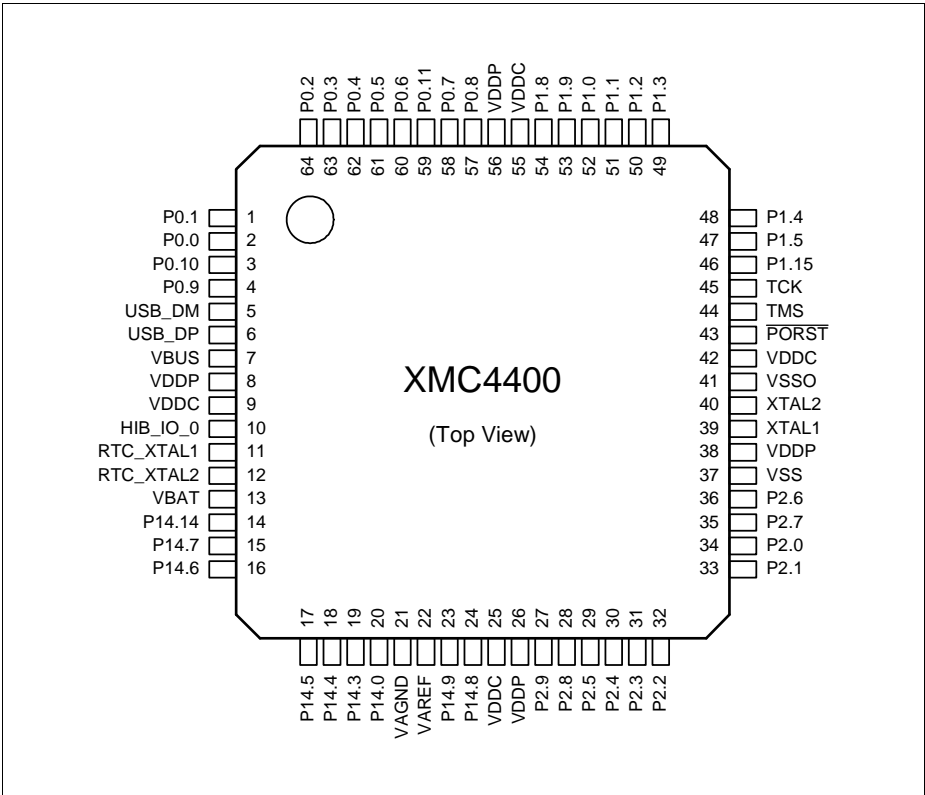 P0.2 P0.3 P0.4 P0.5 P0.6 P0.11 P0.7 P0.8 VDDP VDDC P1.8 P1.9 P1.0 P1.1 P1.2 P1.3
64 63 62 61 60 59 58 57 56 55 54 53 52 51 50 49
P0.1 1 48 P1.4
P0.0 2 47 P1.5
P0.10 3 46 P1.15
P0.9 4 45 TCK
USB_DM 5 44 TMS
USB_DP 6 43 PORST
VBUS 7 42 VDDC
VDDP 8 41 VSSO
VDDC 9 40 XTAL2
HIB_IO_0 10 39 XTAL1
RTC_XTAL1 11 38 VDDP
RTC_XTAL2 12 37 VSS
VBAT 13 36 P2.6
P14.14 14 35 P2.7
P14.7 15 34 P2.0
P14.6 16 33 P2.1
XMC4400
(Top View)
17 18 19 20 21 22 23 24 25 26 27 28 29 30 31 32
P14.5 P14.4 P14.3 P14.0 VAGND VAREF P14.9 P14.8 VDDC VDDP P2.9 P2.8 P2.5 P2.4 P2.3 P2.2